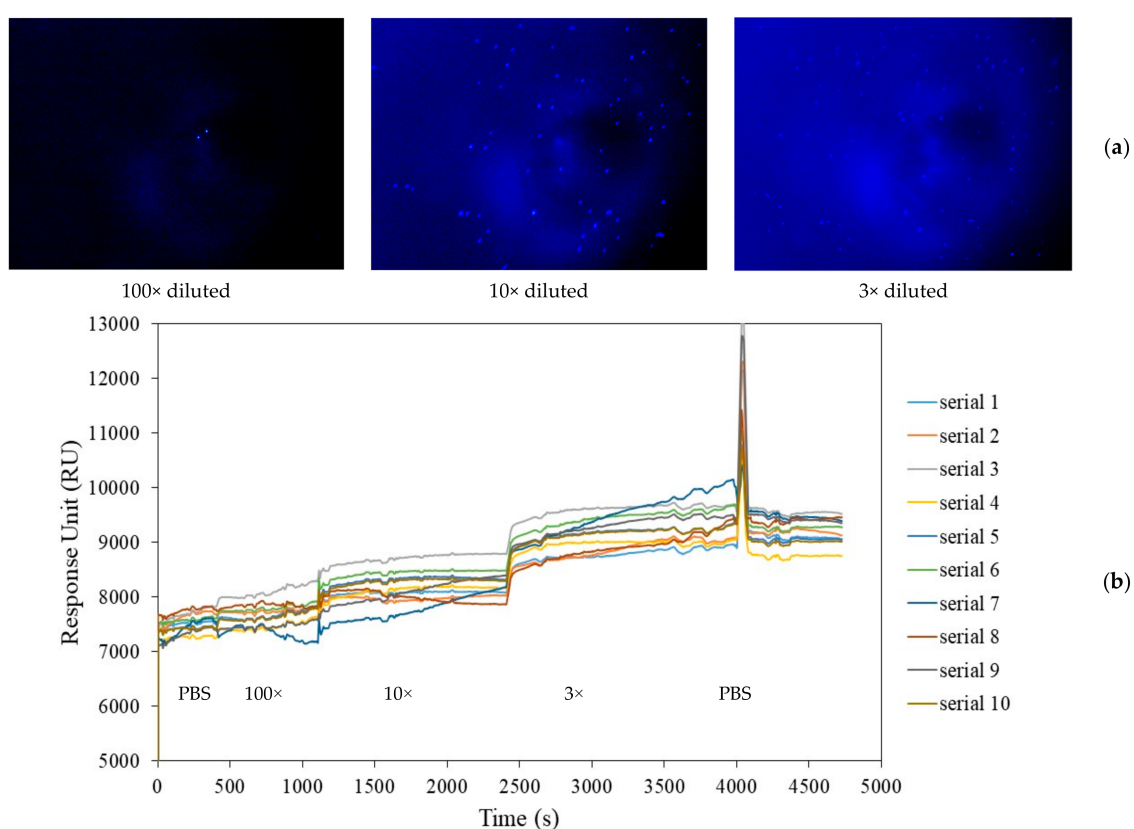 (a)
100× diluted
10× diluted
3× diluted
13000
12000
11000
10000
9000
8000
7000
6000
5000
Response Unit (RU)
PBS
100×
10×
3×
PBS
0
500
1000
1500
2000
2500
3000
3500
4000
4500
5000
Time (s)
serial 1
serial 2
serial 3
serial 4
serial 5
serial 6
serial 7
serial 8
serial 9
serial 10
(b)